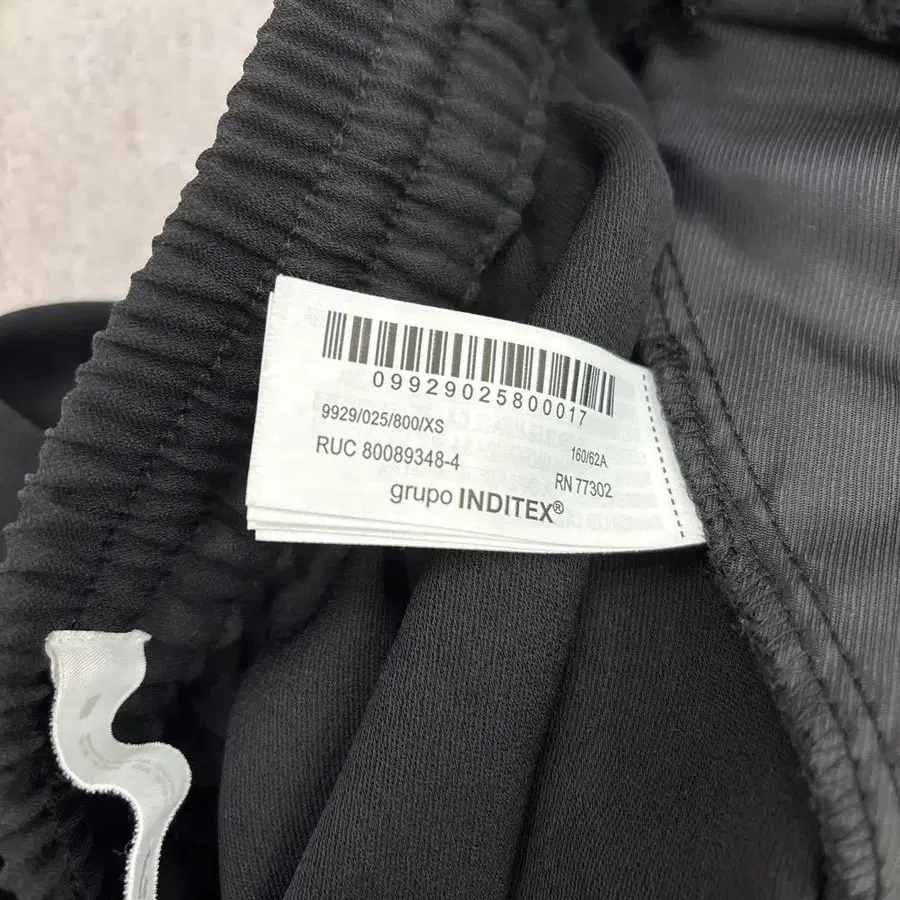 09929025800017
9929/025/800/XS
160/62A
RUC 80089348-4
RN 77302
grupo INDITEX®